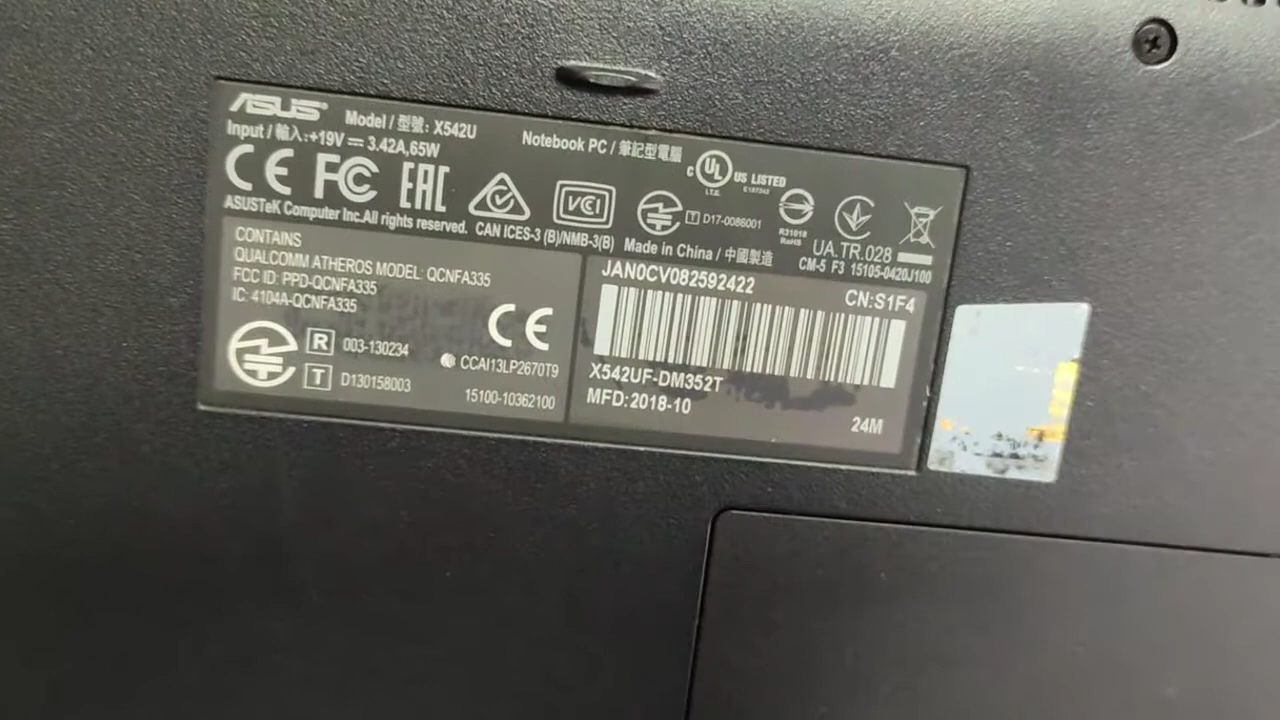 ASUS Model / 型號: X542U
Input / 輸入:+19V⎓3.42A,65W
Notebook PC / 筆記型電腦
CE FC EAC
VCI
C UL US LISTED
I.T.E. E187242
T D17-0086001
R31018
RoHS
UA.TR.028
ASUSTeK Computer Inc.All rights reserved. CAN ICES-3 (B)/NMB-3(B) Made in China / 中國製造 CM-5 F3 15105-0420J100
CONTAINS
QUALCOMM ATHEROS MODEL: QCNFA335
FCC ID: PPD-QCNFA335
IC: 4104A-QCNFA335
CE
R 003-130234
CCAI13LP2670T9
T D130158003
15100-10362100
JAN0CV082592422
CN:S1F4
X542UF-DM352T
MFD:2018-10
24M